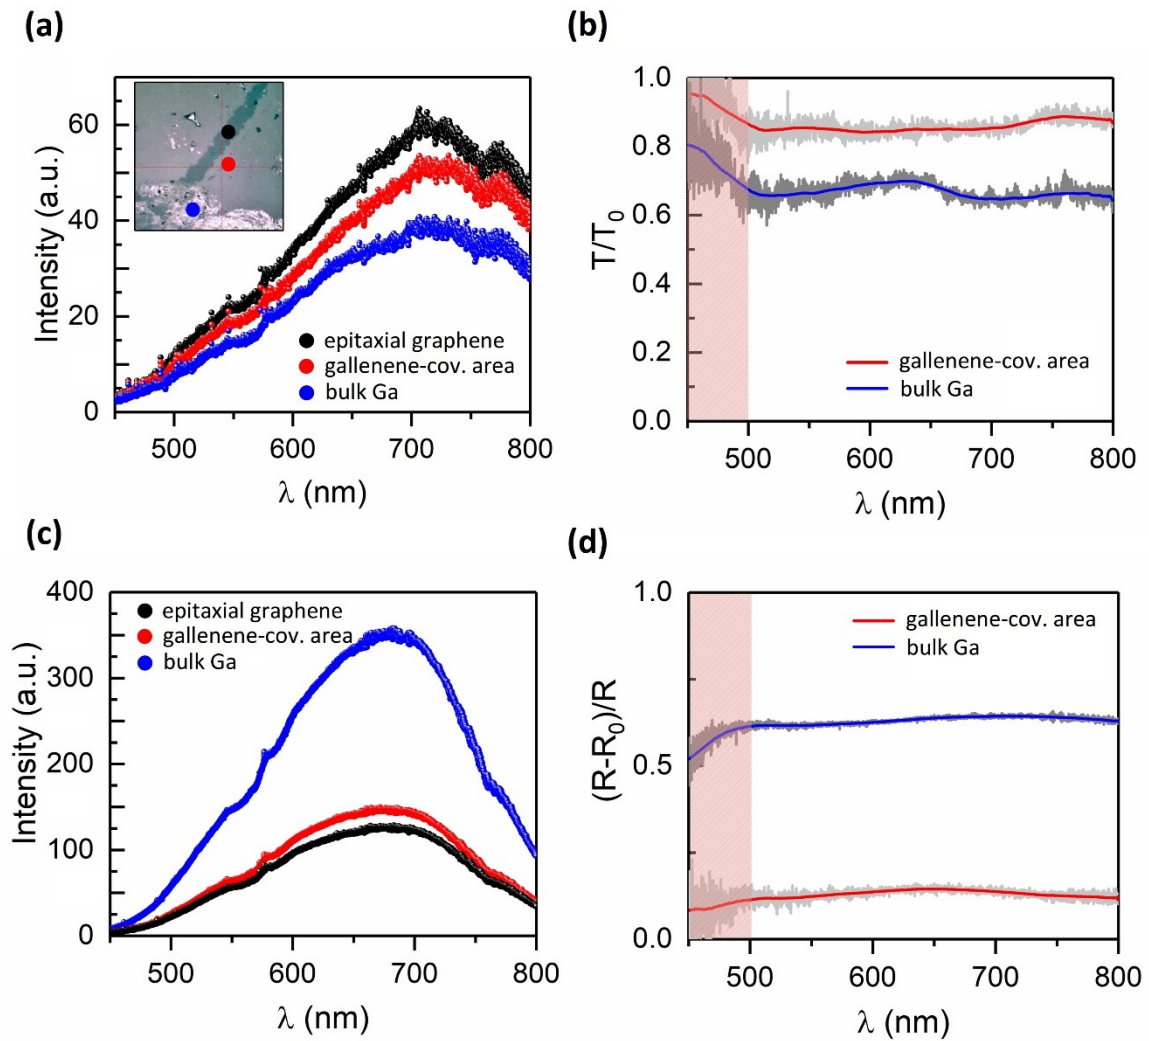 (a)
Intensity (a.u.)
60
40
20
0
500
600
700
800
λ (nm)
epitaxial graphene
gallenene-cov. area
bulk Ga
(b)
T/T0
1.0
0.8
0.6
0.4
0.2
0.0
500
600
700
800
λ (nm)
gallenene-cov. area
bulk Ga
(c)
Intensity (a.u.)
400
300
200
100
0
500
600
700
800
λ (nm)
epitaxial graphene
gallenene-cov. area
bulk Ga
(d)
(R-R0)/R
1.0
0.5
0.0
500
600
700
800
λ (nm)
gallenene-cov. area
bulk Ga